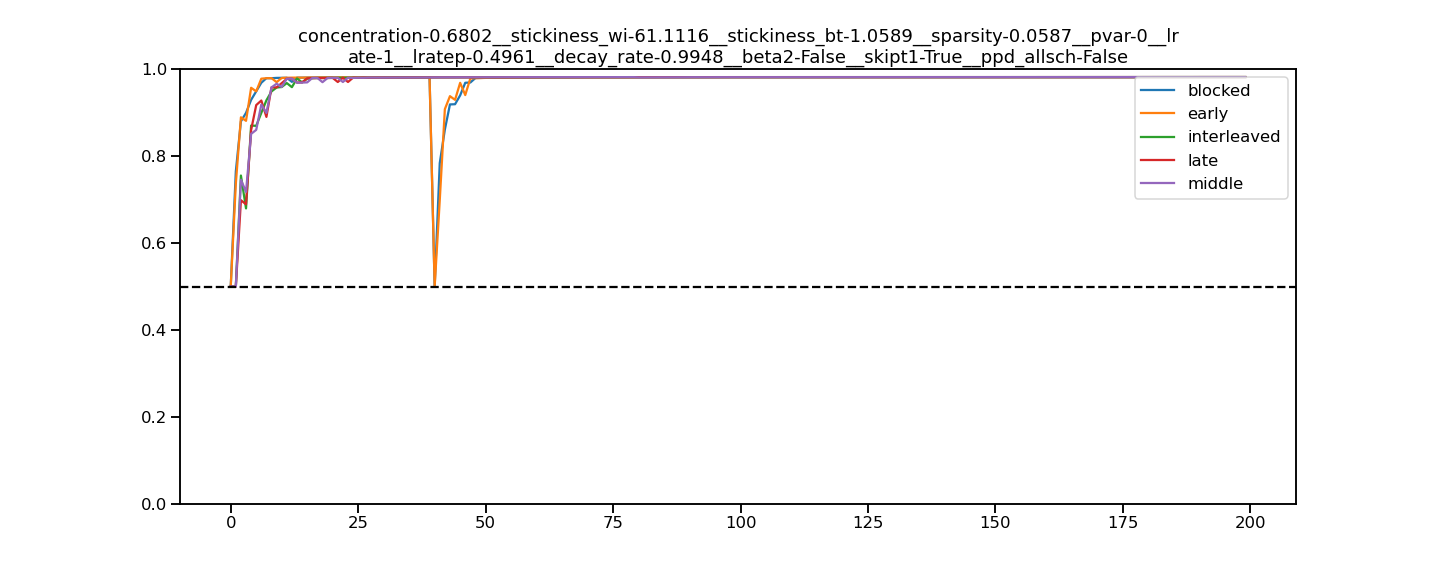 concentration-0.6802__stickiness_wi-61.1116__stickiness_bt-1.0589__sparsity-0.0587__pvar-0__lr
ate-1__lratep-0.4961__decay_rate-0.9948__beta2-False__skipt1-True__ppd_allsch-False
1.0
0.8
0.6
0.4
0.2
0.0
blocked
early
interleaved
late
middle
0 25 50 75 100 125 150 175 200